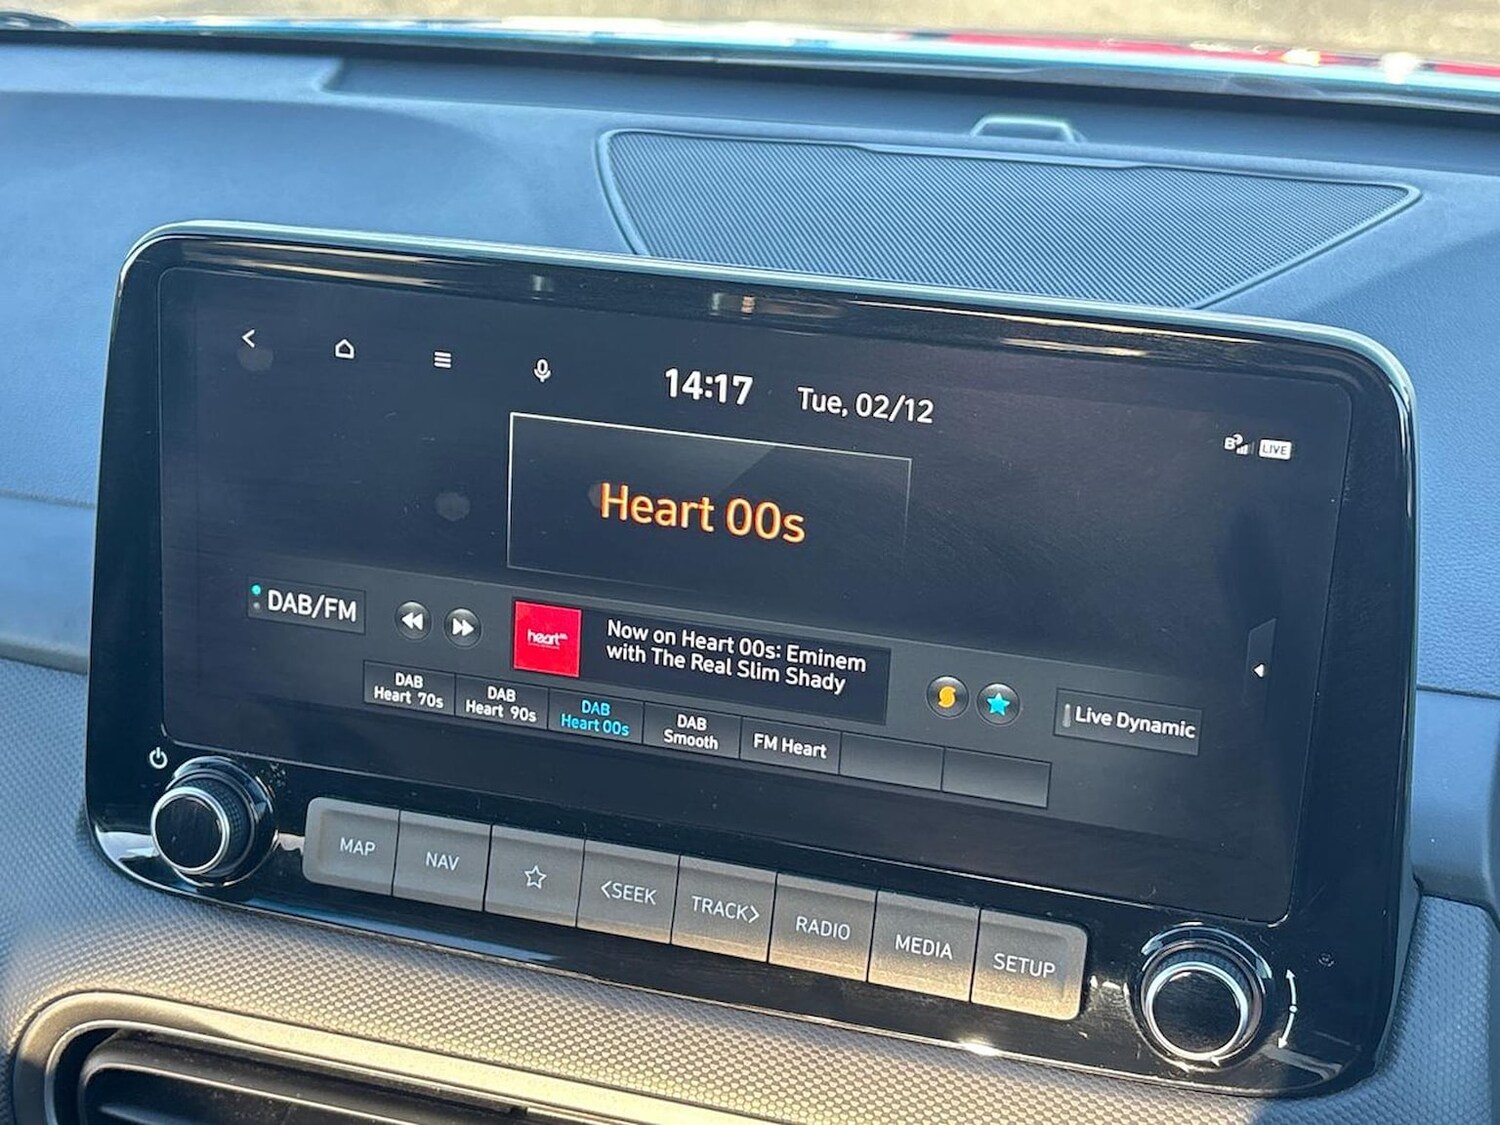 14:17
Tue, 02/12
LIVE
Heart 00s
DAB/FM
heart
Now on Heart 00s: Eminem
with The Real Slim Shady
Live Dynamic
DAB
Heart 70s
DAB
Heart 90s
DAB
Heart 00s
DAB
Smooth
FM Heart
MAP
NAV
<SEEK
TRACK>
RADIO
MEDIA
SETUP